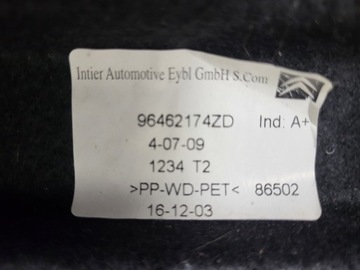 Intier Automotive Eybl GmbH S.Com
96462174ZD Ind: A+
4-07-09
1234 T2
>PP-WD-PET< 86502
16-12-03